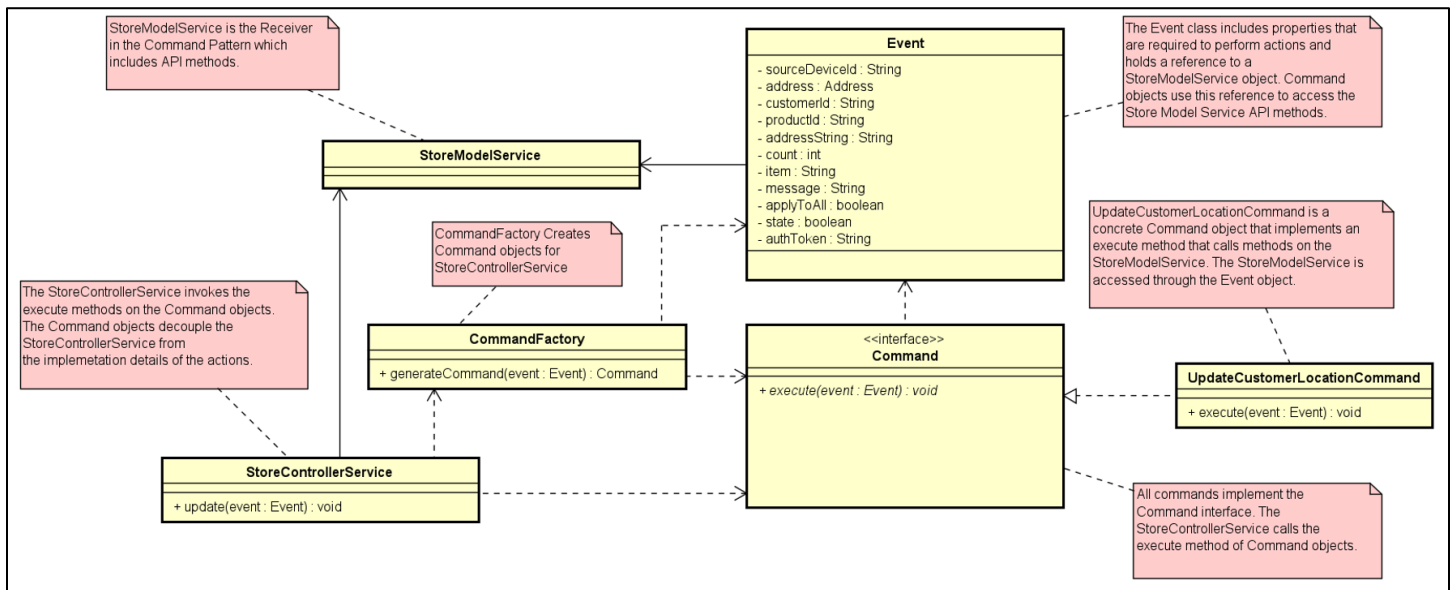 StoreModelService is the Receiver
in the Command Pattern which
includes API methods.
Event
- sourceDeviceId : String
- address : Address
- customerId : String
- productId : String
- addressString : String
- count : int
- item : String
- message : String
- applyToAll : boolean
- state : boolean
- authToken : String
The Event class includes properties that
are required to perform actions and
holds a reference to a
StoreModelService object. Command
objects use this reference to access the
Store Model Service API methods.
StoreModelService
CommandFactory Creates
Command objects for
StoreControllerService
UpdateCustomerLocationCommand is a
concrete Command object that implements an
execute method that calls methods on the
StoreModelService. The StoreModelService is
accessed through the Event object.
The StoreControllerService invokes the
execute methods on the Command objects.
The Command objects decouple the
StoreControllerService from
the implemetation details of the actions.
CommandFactory
+ generateCommand(event : Event) : Command
<<interface>>
Command
+ execute(event : Event) : void
UpdateCustomerLocationCommand
+ execute(event : Event) : void
StoreControllerService
+ update(event : Event) : void
All commands implement the
Command interface. The
StoreControllerService calls the
execute method of Command objects.